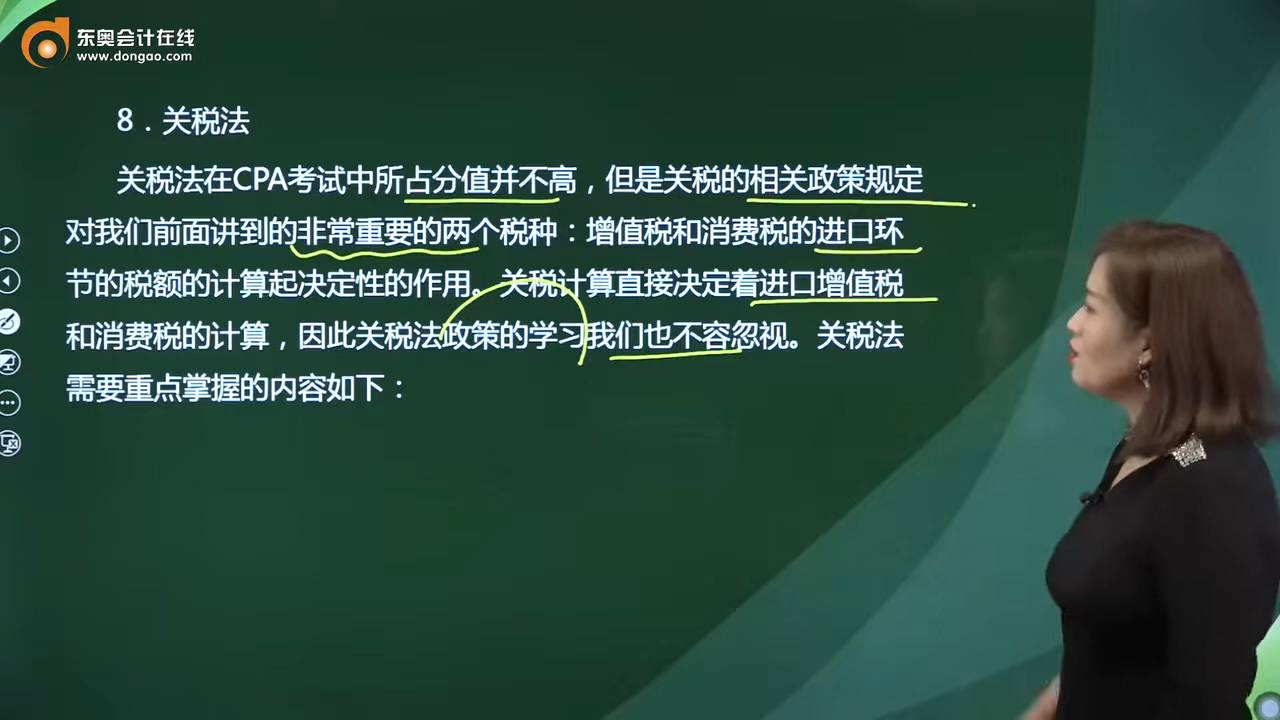 东奥会计在线
www.dongao.com
8．关税法
关税法在CPA考试中所占分值并不高，但是关税的相关政策规定
对我们前面讲到的非常重要的两个税种：增值税和消费税的进口环
节的税额的计算起决定性的作用。关税计算直接决定着进口增值税
和消费税的计算，因此关税法政策的学习我们也不容忽视。关税法
需要重点掌握的内容如下：